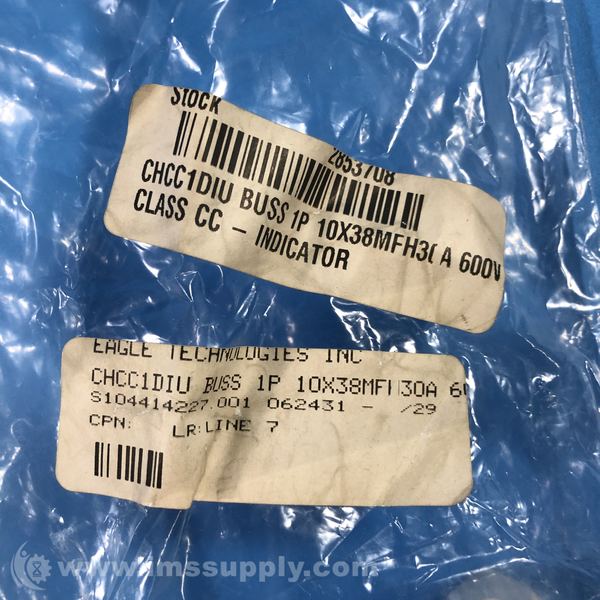 Stock
2853708
CHCC1DIU BUSS 1P 10X38MFH30A 600V
CLASS CC - INDICATOR
EAGLE TECHNOLOGIES INC
CHCC1DIU BUSS 1P 10X38MFH30A 60
S104414227.001 062431 - /29
CPN: LR:LINE 7
www.imssupply.com